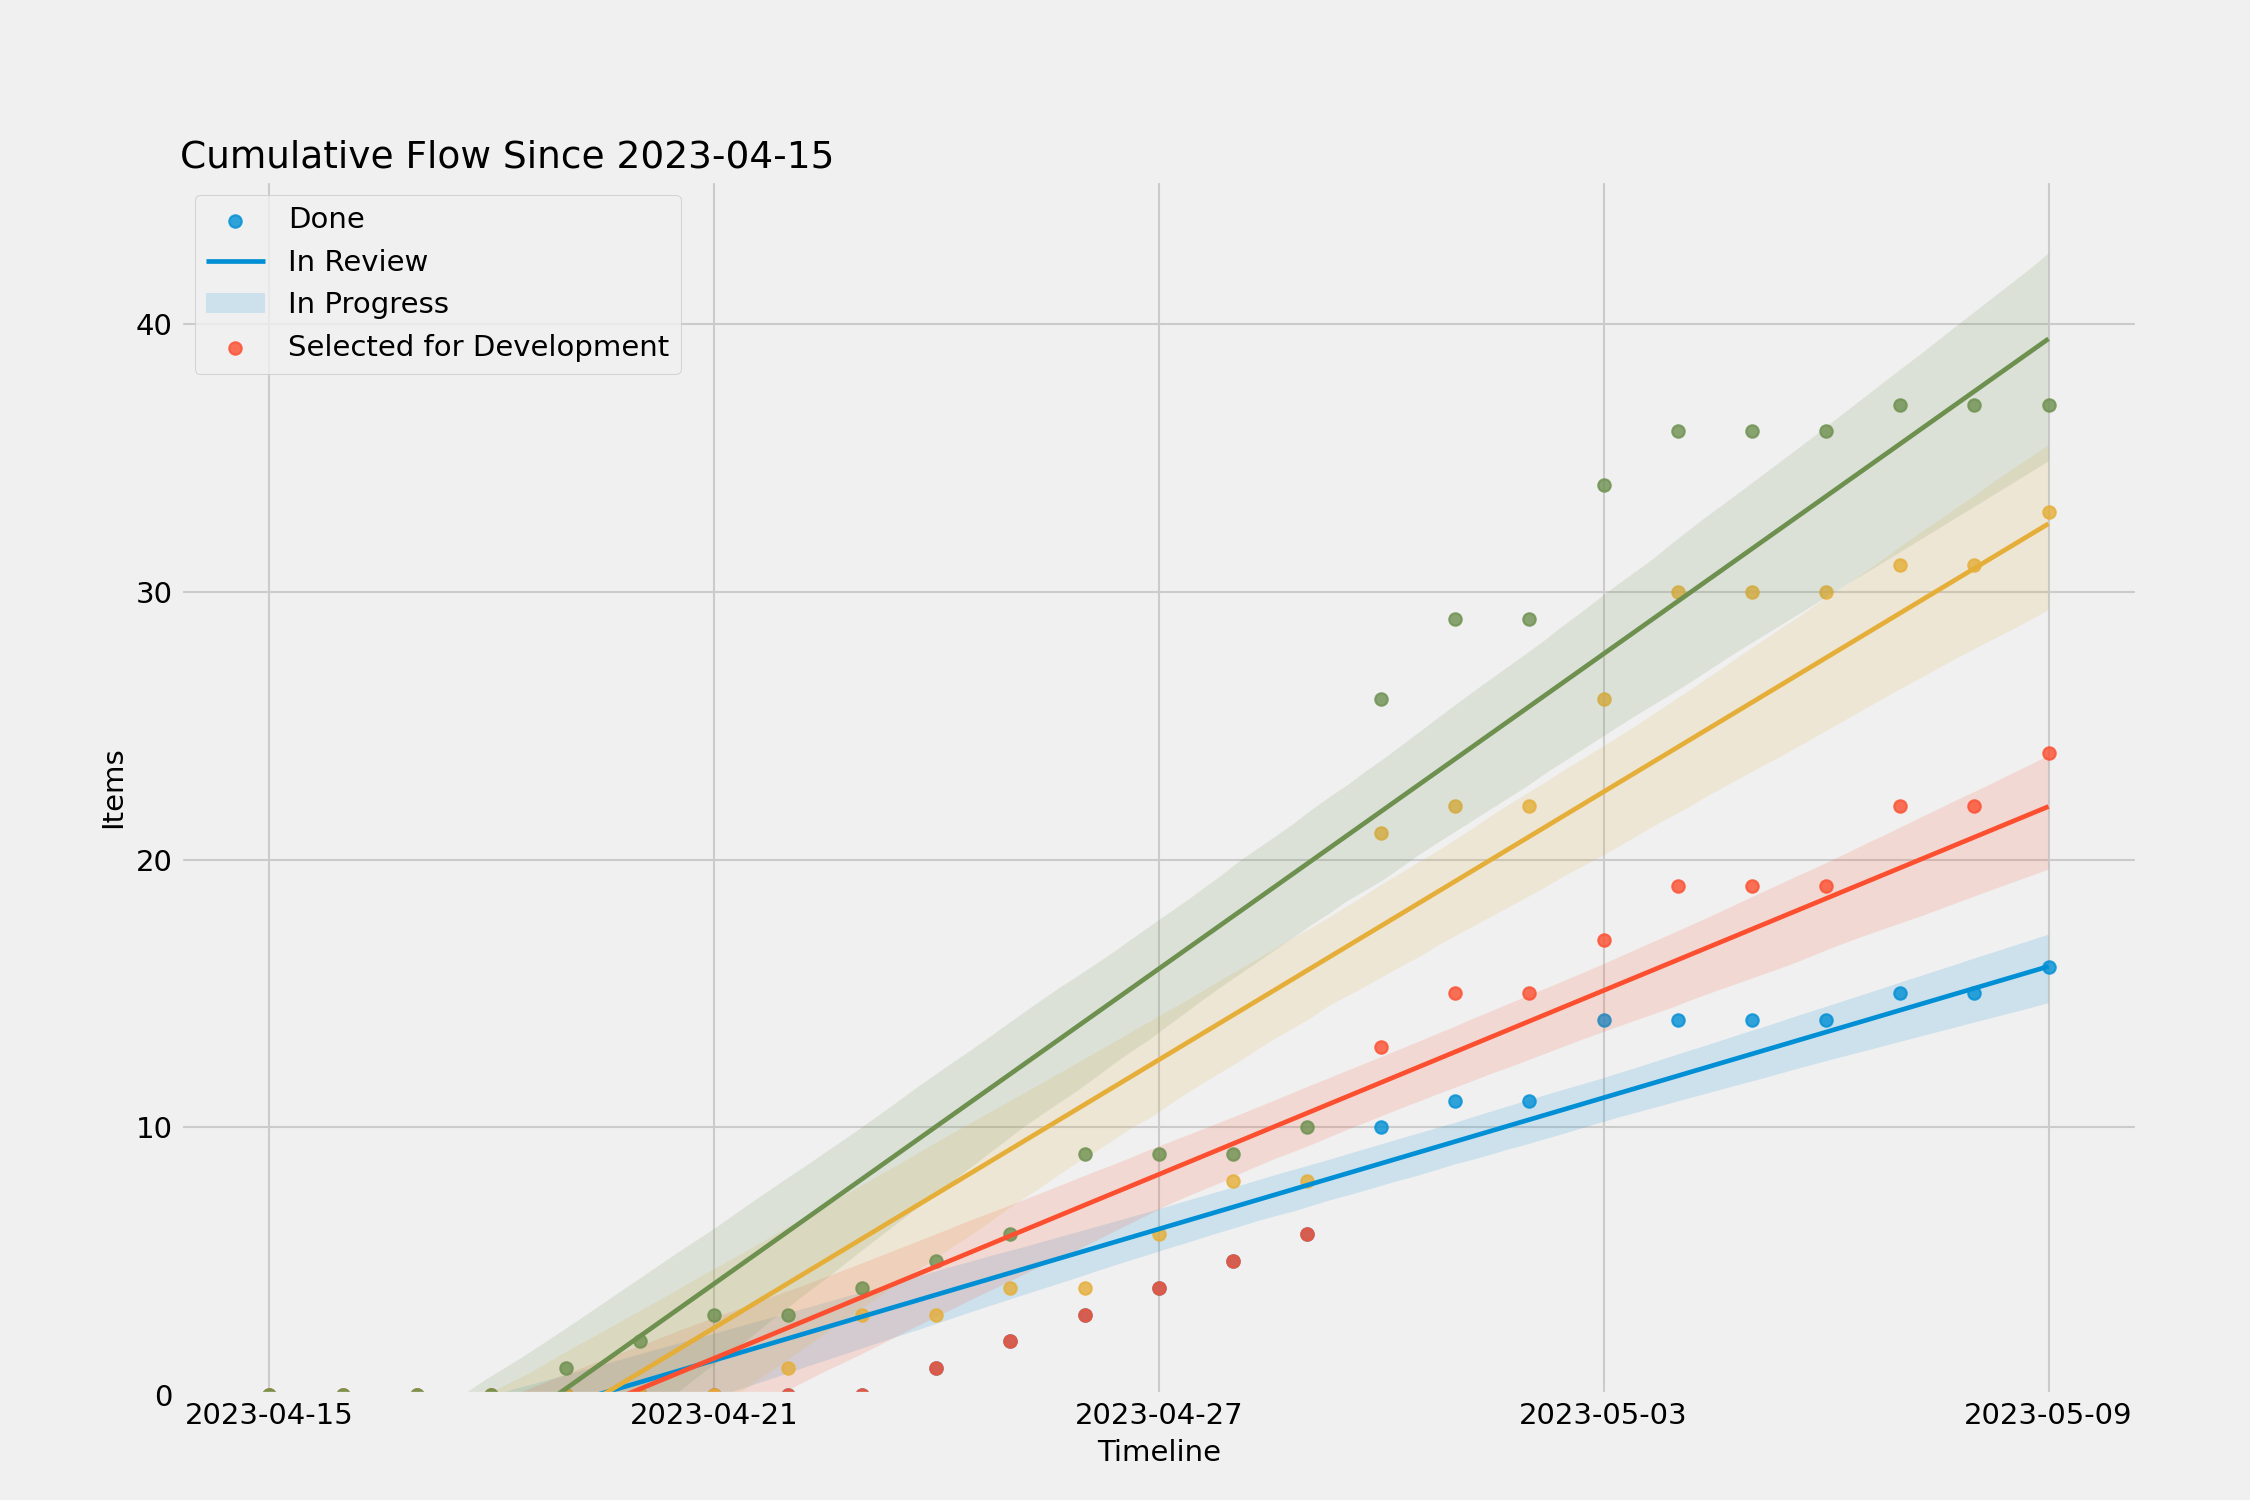 Cumulative Flow Since 2023-04-15
Done
In Review
In Progress
Selected for Development
40
30
20
10
0
Items
2023-04-15 2023-04-21 2023-04-27 2023-05-03 2023-05-09
Timeline